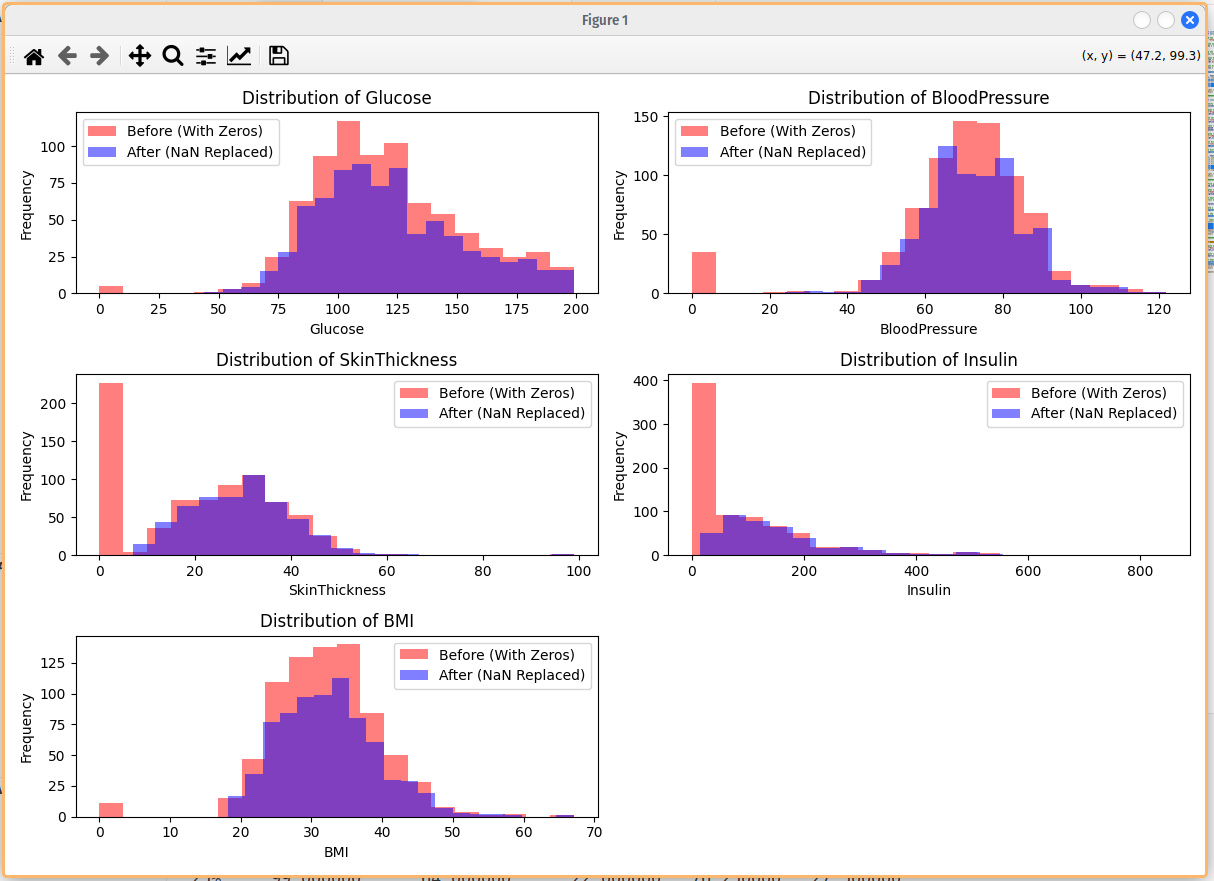 Figure 1
(x, y) = (47.2, 99.3)
Distribution of Glucose
Before (With Zeros)
After (NaN Replaced)
Frequency
100
75
50
25
0
0 25 50 75 100 125 150 175 200
Glucose
Distribution of BloodPressure
Before (With Zeros)
After (NaN Replaced)
Frequency
150
100
50
0
0 20 40 60 80 100 120
BloodPressure
Distribution of SkinThickness
Before (With Zeros)
After (NaN Replaced)
Frequency
200
150
100
50
0
0 20 40 60 80 100
SkinThickness
Distribution of Insulin
Before (With Zeros)
After (NaN Replaced)
Frequency
400
300
200
100
0
0 200 400 600 800
Insulin
Distribution of BMI
Before (With Zeros)
After (NaN Replaced)
Frequency
125
100
75
50
25
0
0 10 20 30 40 50 60 70
BMI